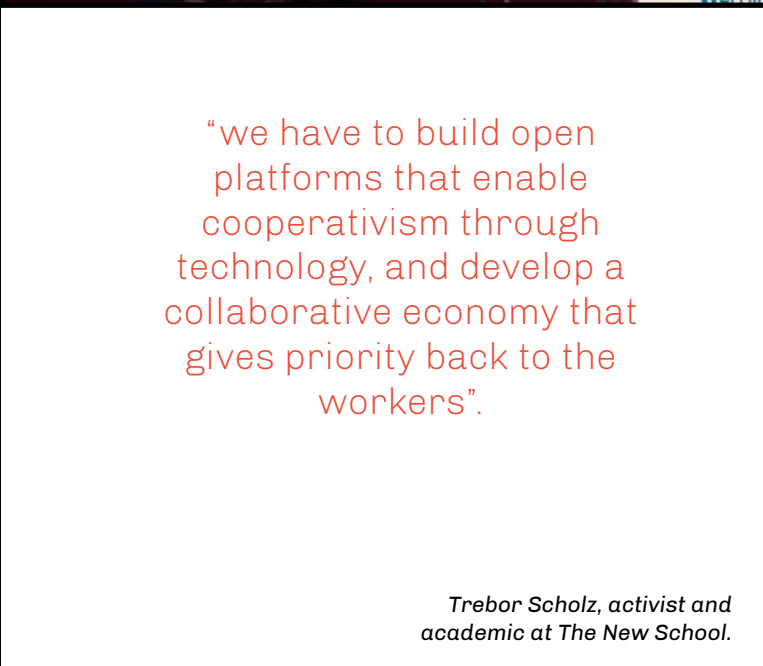 “we have to build open
platforms that enable
cooperativism through
technology, and develop a
collaborative economy that
gives priority back to the
workers”.
Trebor Scholz, activist and
academic at The New School.